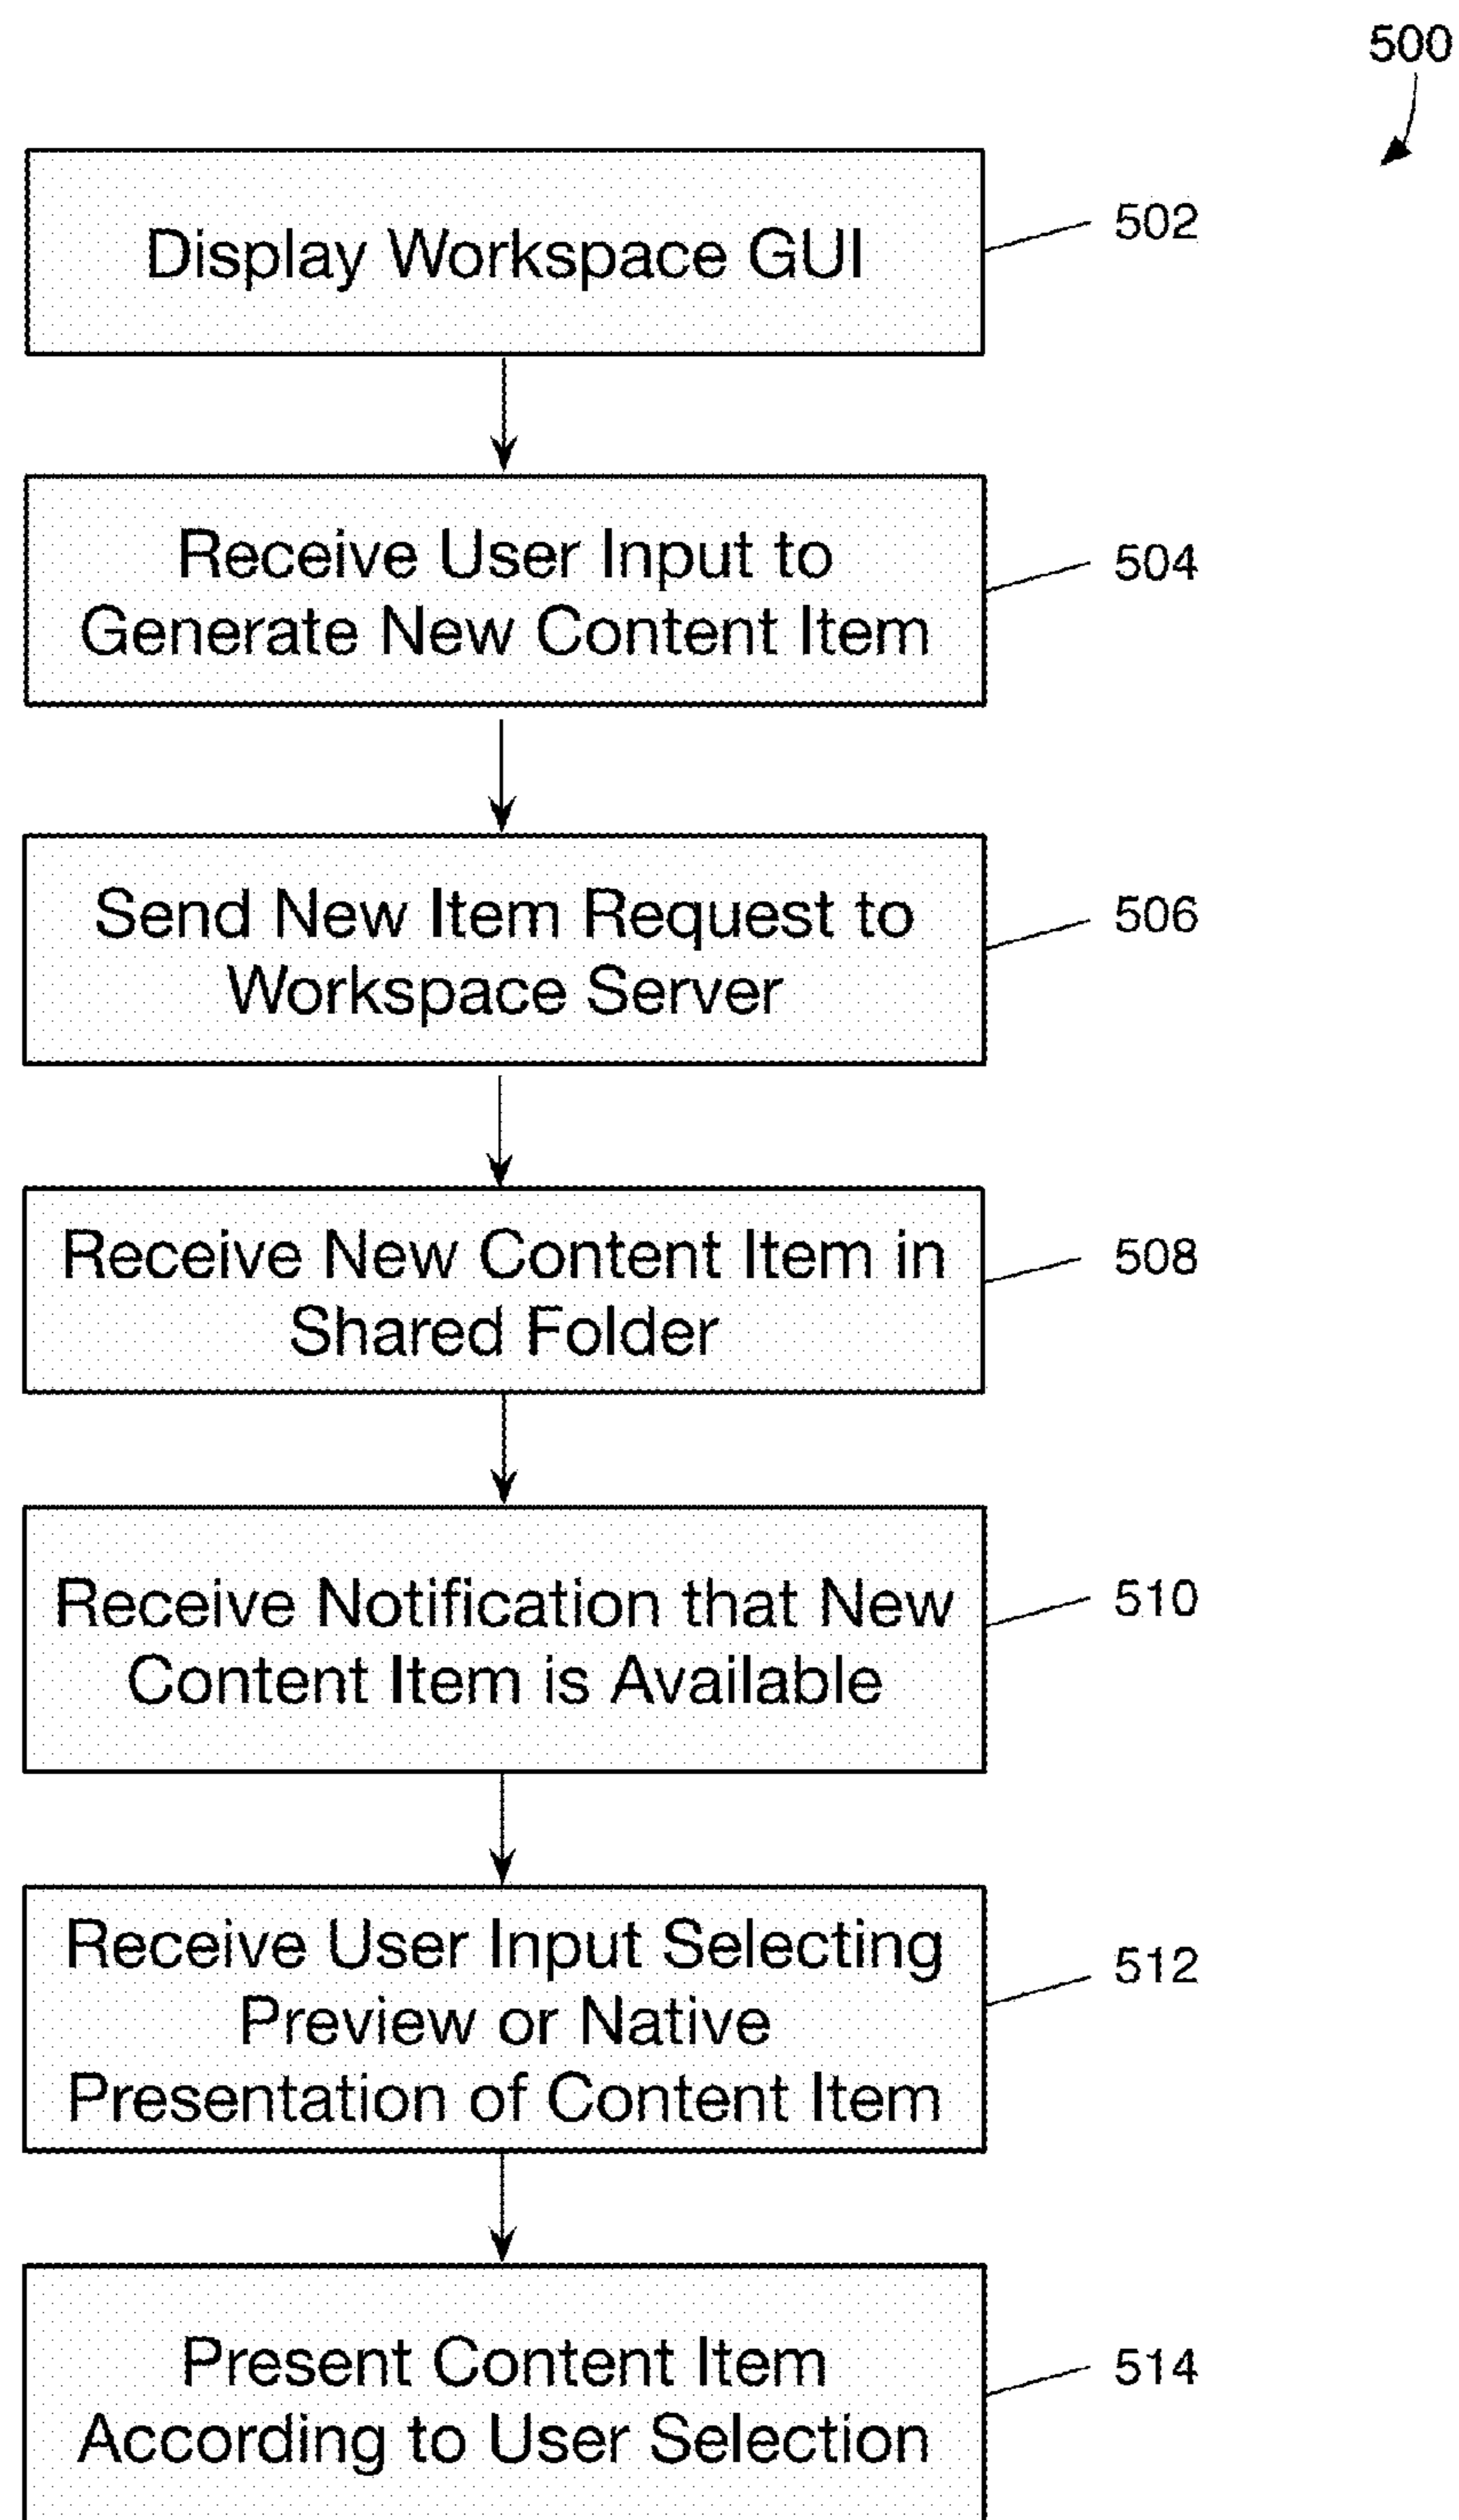 500
Display Workspace GUI
502
Receive User Input to
Generate New Content Item
504
Send New Item Request to
Workspace Server
506
Receive New Content Item in
Shared Folder
508
Receive Notification that New
Content Item is Available
510
Receive User Input Selecting
Preview or Native
Presentation of Content Item
512
Present Content Item
According to User Selection
514